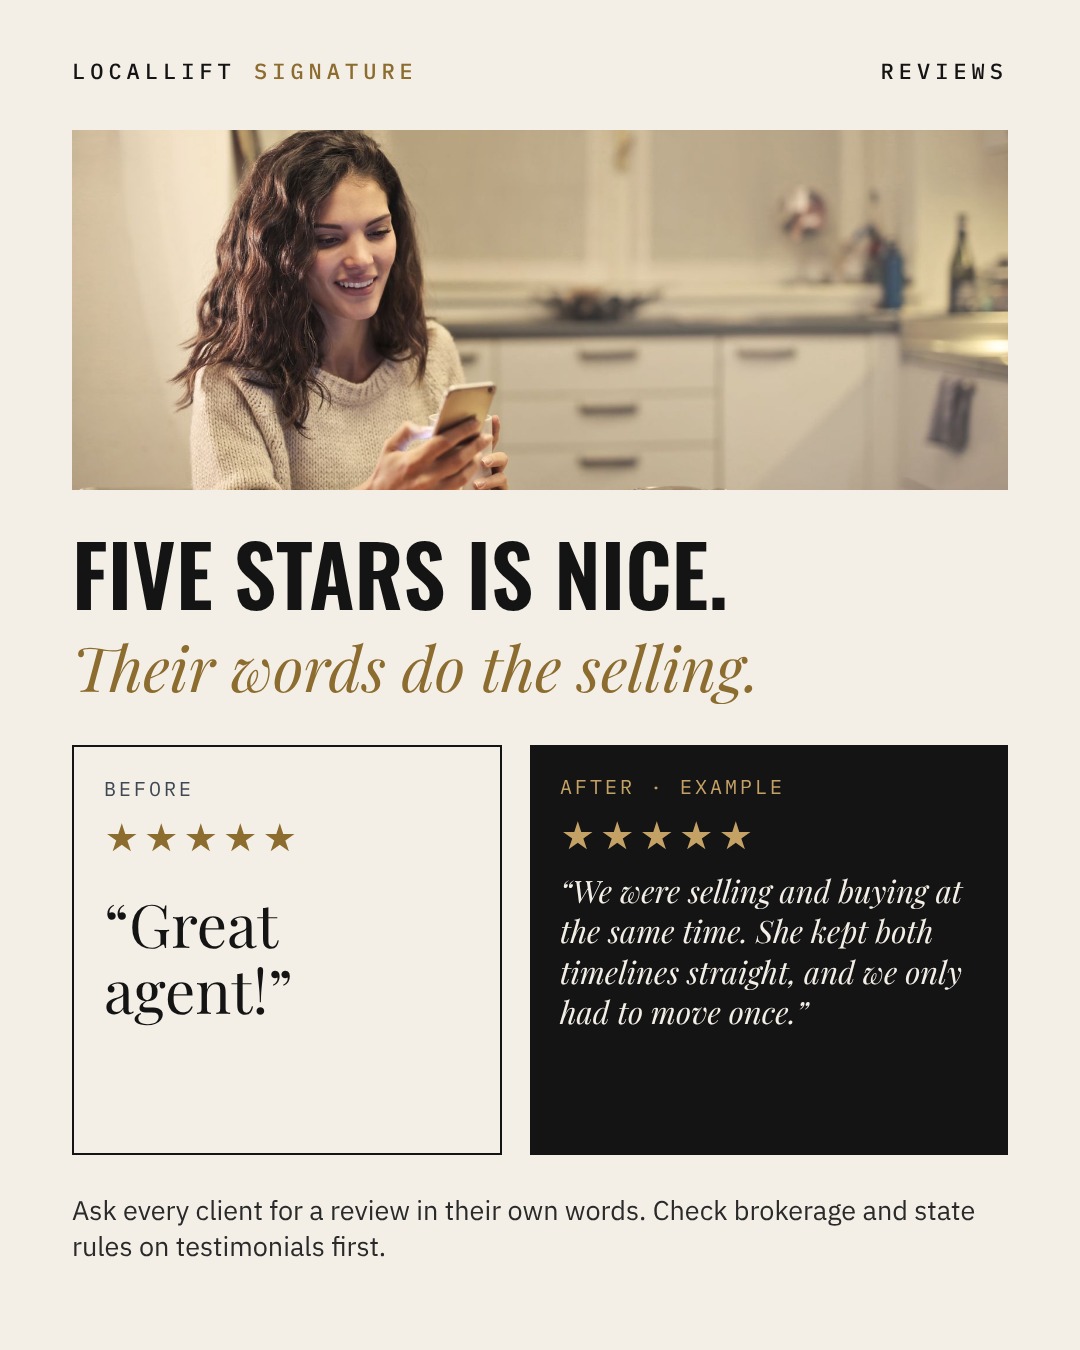 LOCALLIFT SIGNATURE
REVIEWS
FIVE STARS IS NICE.
Their words do the selling.
BEFORE
★★★★★
“Great
agent!”
AFTER · EXAMPLE
★★★★★
“We were selling and buying at
the same time. She kept both
timelines straight, and we only
had to move once.”
Ask every client for a review in their own words. Check brokerage and state
rules on testimonials first.